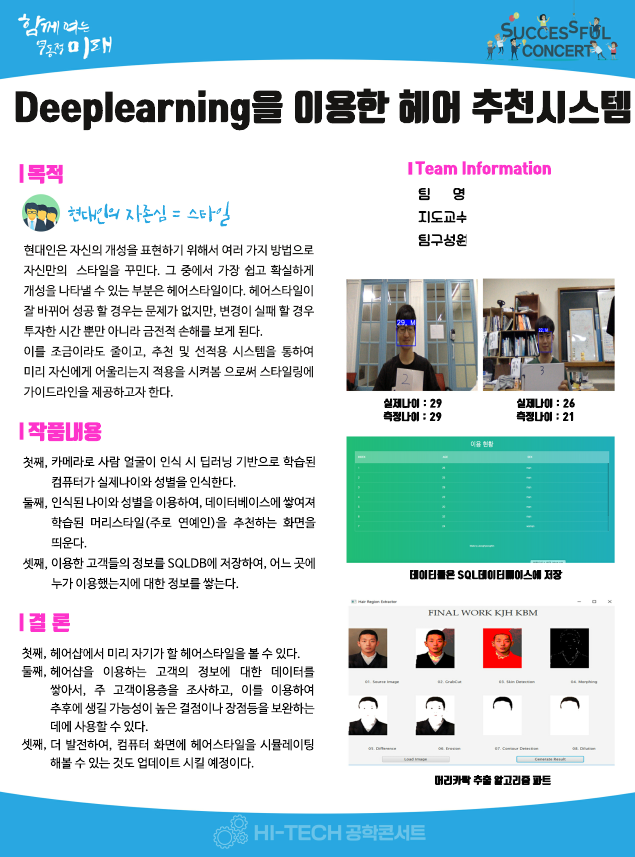 함께 여는
역동적 미래
SUCCESSFUL
CONCERT
Deeplearning을 이용한 헤어 추천시스템
목적
현대인의 자존심 = 스타일
현대인은 자신의 개성을 표현하기 위해서 여러 가지 방법으로
자신만의 스타일을 꾸민다. 그 중에서 가장 쉽고 확실하게
개성을 나타낼 수 있는 부분은 헤어스타일이다. 헤어스타일이
잘 바뀌어 성공 할 경우는 문제가 없지만, 변경이 실패 할 경우
투자한 시간 뿐만 아니라 금전적 손해를 보게 된다.
이를 조금이라도 줄이고, 추천 및 선적용 시스템을 통하여
미리 자신에게 어울리는지 적용을 시켜봄 으로써 스타일링에
가이드라인을 제공하고자 한다.
작품내용
첫째, 카메라로 사람 얼굴이 인식 시 딥러닝 기반으로 학습된
컴퓨터가 실제나이와 성별을 인식한다.
둘째, 인식된 나이와 성별을 이용하여, 데이터베이스에 쌓여져
학습된 머리스타일(주로 연예인)을 추천하는 화면을
띄운다.
셋째, 이용한 고객들의 정보를 SQLDB에 저장하여, 어느 곳에
누가 이용했는지에 대한 정보를 쌓는다.
결 론
첫째, 헤어샵에서 미리 자기가 할 헤어스타일을 볼 수 있다.
둘째, 헤어샵을 이용하는 고객의 정보에 대한 데이터를
쌓아서, 주 고객이용층을 조사하고, 이를 이용하여
추후에 생길 가능성이 높은 결점이나 장점등을 보완하는
데에 사용할 수 있다.
셋째, 더 발전하여, 컴퓨터 화면에 헤어스타일을 시뮬레이팅
해볼 수 있는 것도 업데이트 시킬 예정이다.
Team Information
팀 명
지도교수
팀구성원
29, M
2
22, M
3
실제나이 : 29
측정나이 : 29
실제나이 : 26
측정나이 : 21
이용 현황
데이터들은 SQL데이터베이스에 저장
Hair Region Extractor
FINAL WORK KJH KBM
01. Source Image
02. GrabCut
03. Skin Detection
04. Morphing
05. Difference
06. Erosion
07. Contour Detection
08. Dilation
Load Image
Generate Result
머리카락 추출 알고리즘 파트
HI-TECH 공학콘서트